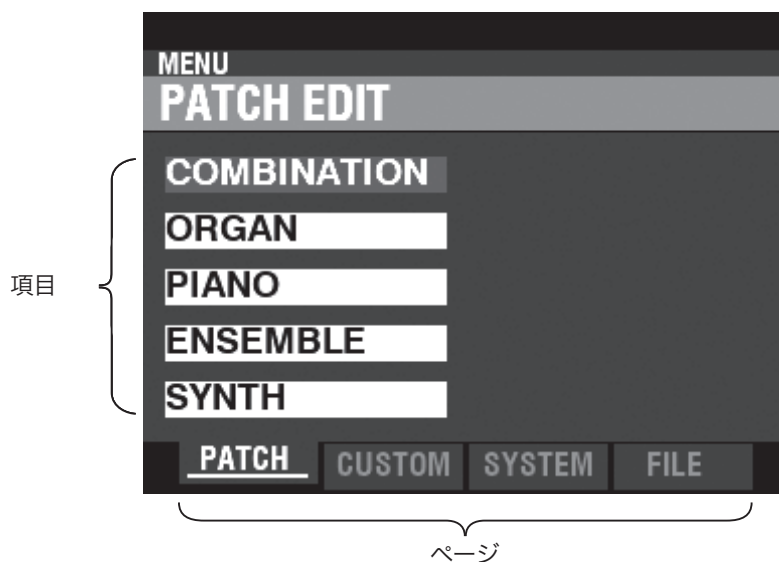 MENU
PATCH EDIT
COMBINATION
ORGAN
項目
PIANO
ENSEMBLE
SYNTH
PATCH CUSTOM SYSTEM FILE
ページ